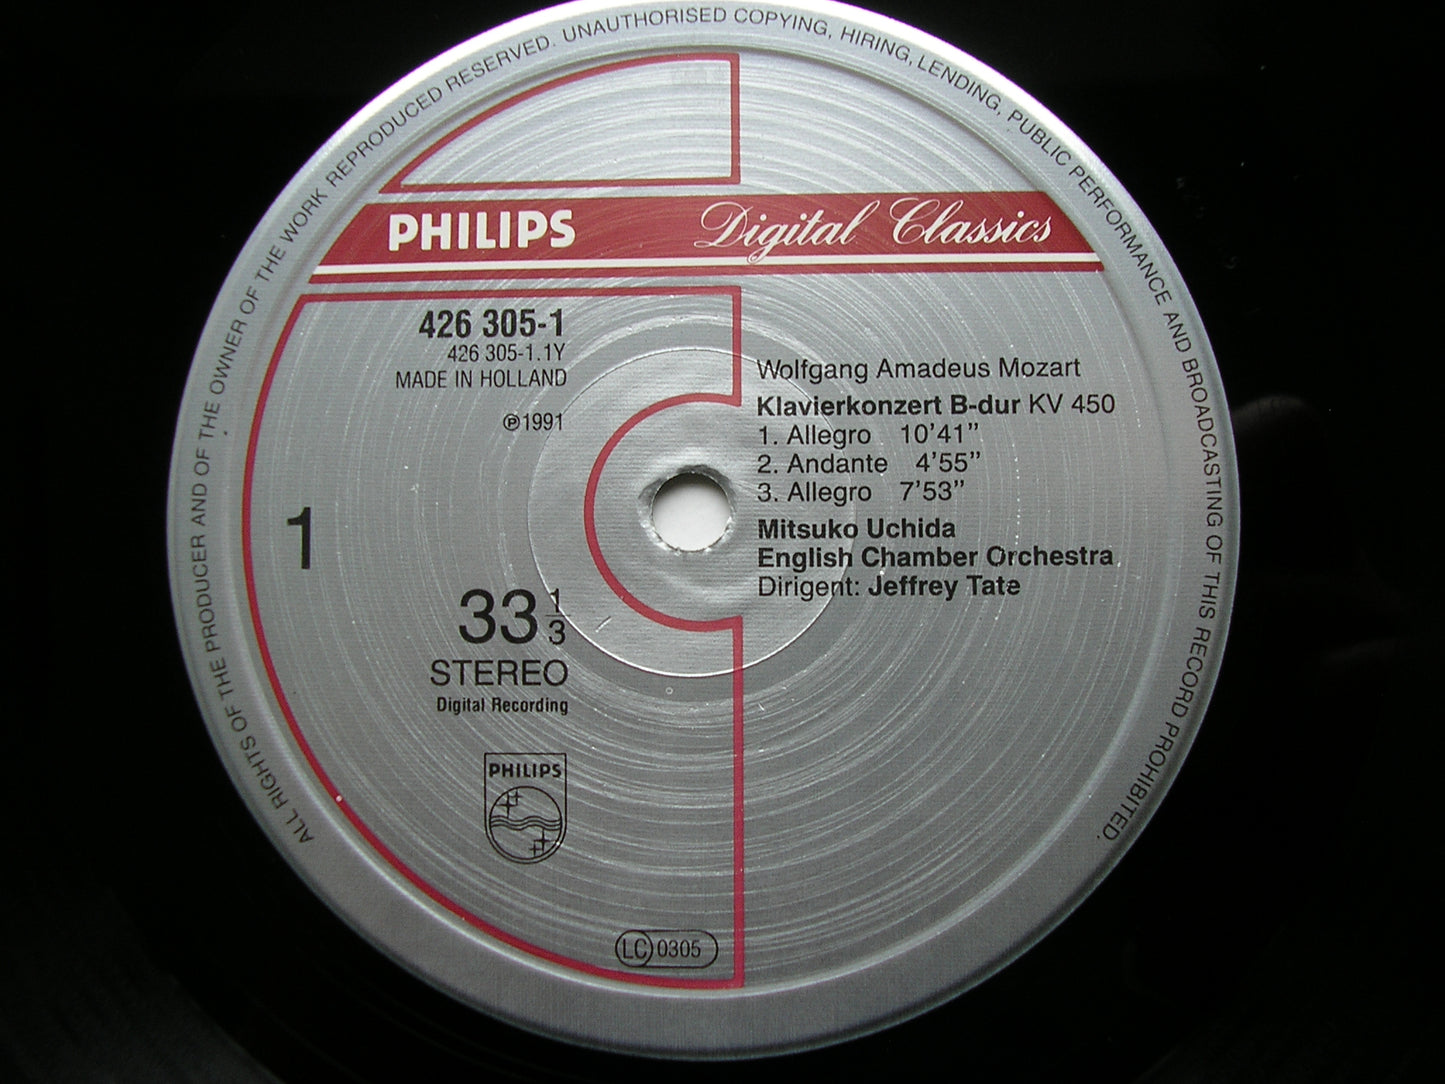 ALL RIGHTS OF THE PRODUCER AND OF THE OWNER OF THE WORK REPRODUCED RESERVED. UNAUTHORISED COPYING, HIRING, LENDING, PUBLIC PERFORMANCE AND BROADCASTING OF THIS RECORD PROHIBITED.
PHILIPS Digital Classics
426 305-1
426 305-1.1Y
MADE IN HOLLAND
℗1991
1
33 1/3
STEREO
Digital Recording
PHILIPS
LC 0305
Wolfgang Amadeus Mozart
Klavierkonzert B-dur KV 450
1. Allegro 10'41"
2. Andante 4'55"
3. Allegro 7'53"
Mitsuko Uchida
English Chamber Orchestra
Dirigent: Jeffrey Tate